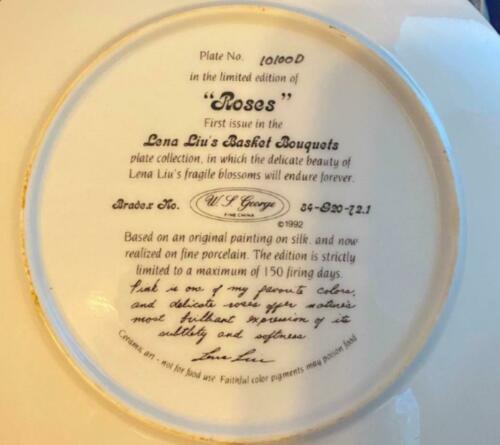 Plate No. 10100D
in the limited edition of
"Roses"
First issue in the
Lena Liu's Basket Bouquets
plate collection, in which the delicate beauty of
Lena Liu's fragile blossoms will endure forever.
Bradex No. W. S. George FINE CHINA 84-G20-72.1
©1992
Based on an original painting on silk, and now
realized on fine porcelain. The edition is strictly
limited to a maximum of 150 firing days.
Pink is one of my favorite colors,
and delicate roses offer nature's
most brilliant expression of its
subtlety and softness
Lena Liu
Ceramic art - not for food use. Faithful color pigments may poison food